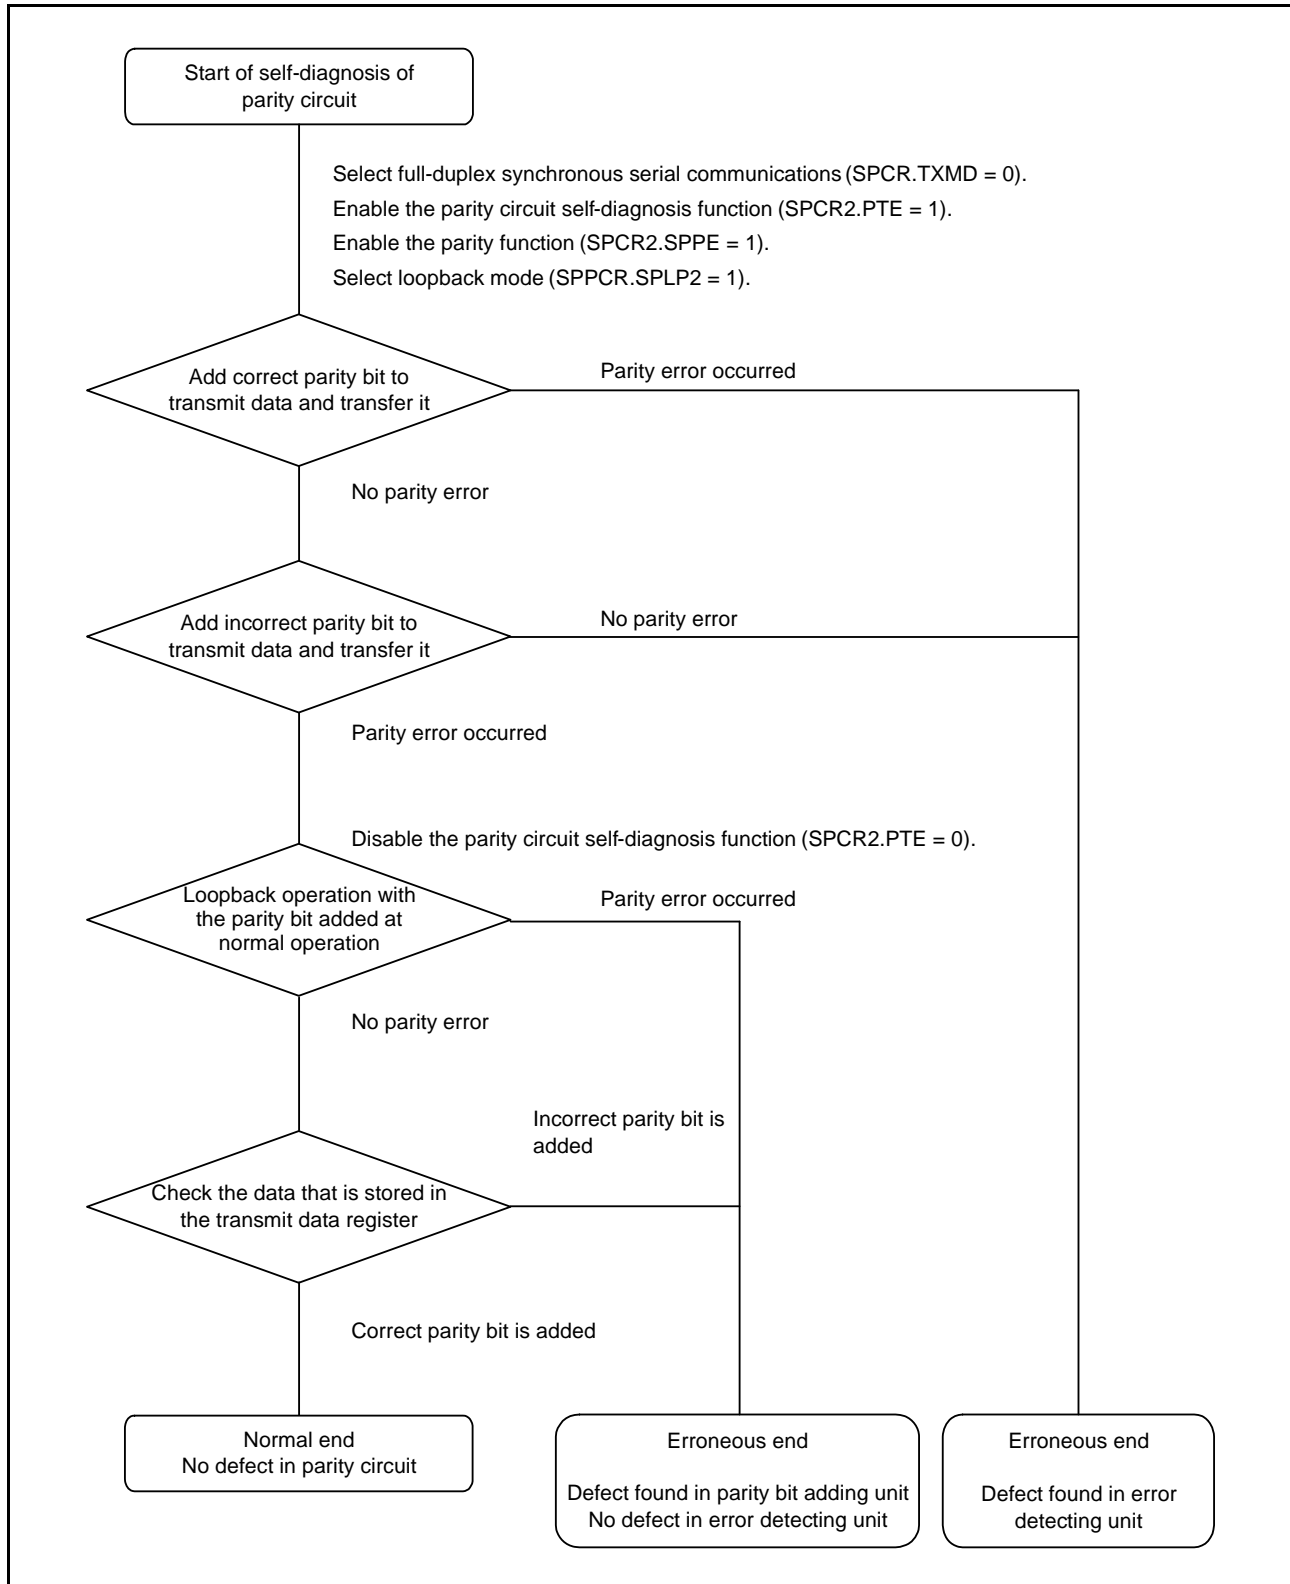 Start of self-diagnosis of
parity circuit
Select full-duplex synchronous serial communications (SPCR.TXMD = 0).
Enable the parity circuit self-diagnosis function (SPCR2.PTE = 1).
Enable the parity function (SPCR2.SPPE = 1).
Select loopback mode (SPPCR.SPLP2 = 1).
Add correct parity bit to
transmit data and transfer it
Parity error occurred
No parity error
Add incorrect parity bit to
transmit data and transfer it
No parity error
Parity error occurred
Disable the parity circuit self-diagnosis function (SPCR2.PTE = 0).
Loopback operation with
the parity bit added at
normal operation
Parity error occurred
No parity error
Incorrect parity bit is
added
Check the data that is stored in
the transmit data register
Correct parity bit is added
Normal end
No defect in parity circuit
Erroneous end
Defect found in parity bit adding unit
No defect in error detecting unit
Erroneous end
Defect found in error
detecting unit